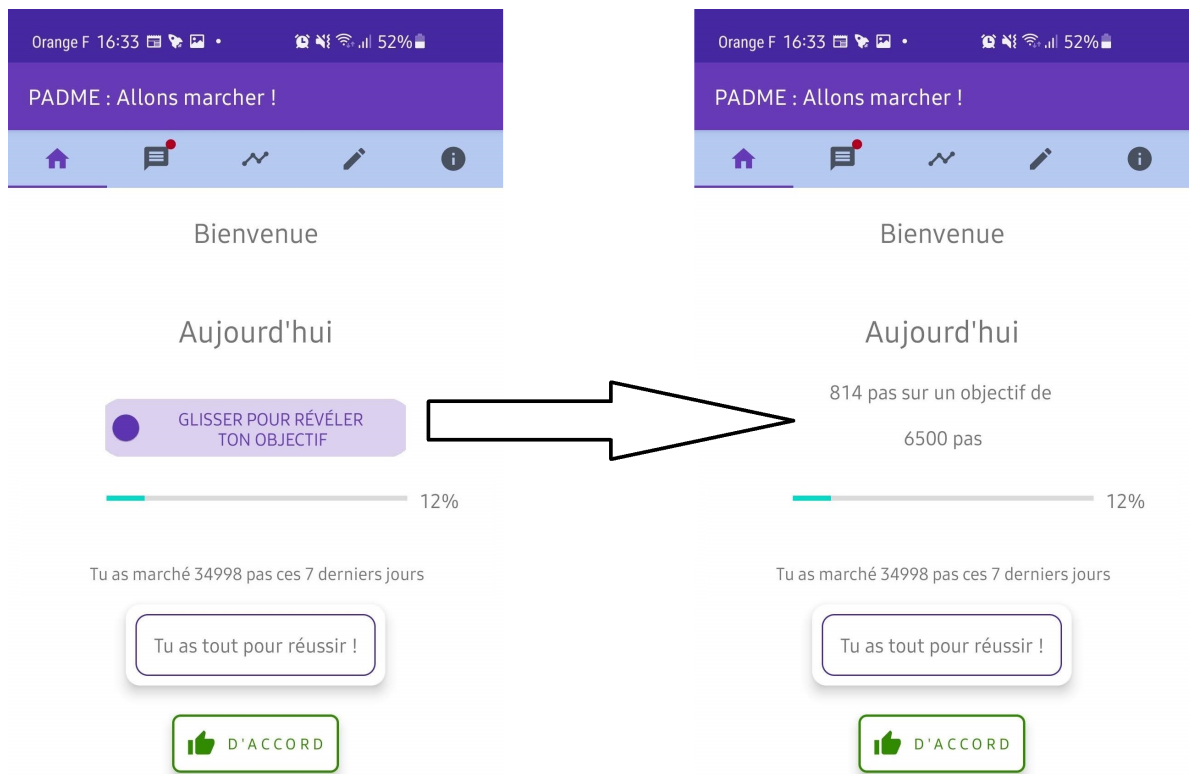 Orange F 16:33 • 52%
PADME : Allons marcher !
Bienvenue
Aujourd'hui
GLISSER POUR RÉVÉLER
TON OBJECTIF
12%
Tu as marché 34998 pas ces 7 derniers jours
Tu as tout pour réussir !
D'ACCORD
Orange F 16:33 • 52%
PADME : Allons marcher !
Bienvenue
Aujourd'hui
814 pas sur un objectif de
6500 pas
12%
Tu as marché 34998 pas ces 7 derniers jours
Tu as tout pour réussir !
D'ACCORD